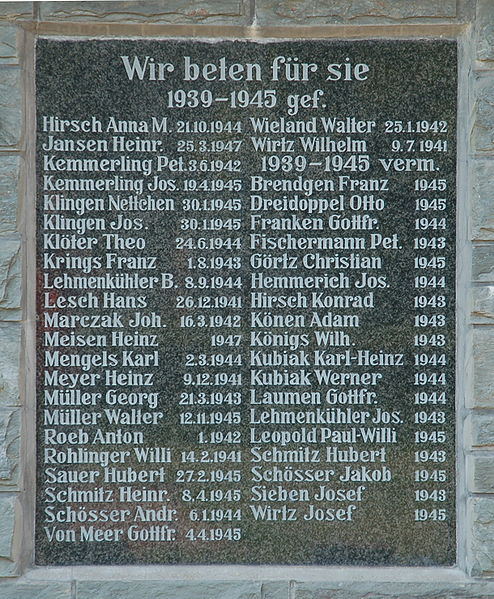 Wir beten für sie
1939-1945 gef.
Hirsch Anna M. 21.10.1944
Jansen Heinr. 25.3.1947
Kemmerling Pet. 3.6.1942
Kemmerling Jos. 19.4.1945
Klingen Nettchen 30.1.1945
Klingen Jos. 30.1.1945
Klöter Theo 24.6.1944
Krings Franz 1.8.1943
Lehmenkühler B. 8.9.1944
Lesch Hans 26.12.1941
Marczak Joh. 16.3.1942
Meisen Heinz 1947
Mengels Karl 2.3.1944
Meyer Heinz 9.12.1941
Müller Georg 21.3.1943
Müller Walter 12.11.1945
Roeb Anton 1.1942
Rohlinger Willi 14.2.1941
Sauer Hubert 27.2.1945
Schmitz Heinr. 8.4.1945
Schösser Andr. 6.1.1944
Von Meer Gottfr. 4.4.1945
Wieland Walter 25.1.1942
Wirtz Wilhelm 9.7.1941
1939-1945 verm.
Brendgen Franz 1945
Dreidoppel Otto 1945
Franken Gottfr. 1944
Fischermann Pet. 1943
Görtz Christian 1945
Hemmerich Jos. 1944
Hirsch Konrad 1943
Könen Adam 1943
Königs Wilh. 1943
Kubiak Karl-Heinz 1944
Kubiak Werner 1944
Laumen Gottfr. 1944
Lehmenkühler Jos. 1943
Leopold Paul-Willi 1945
Schmitz Hubert 1943
Schösser Jakob 1945
Sieben Josef 1943
Wirtz Josef 1945